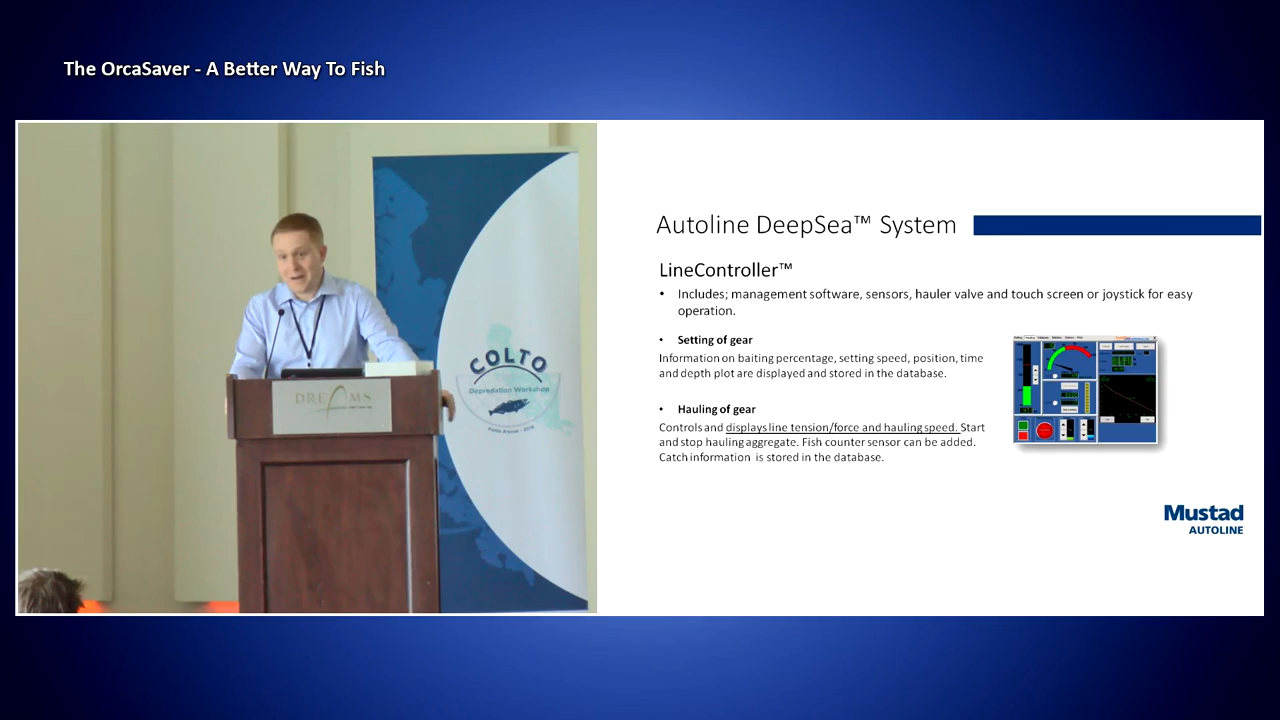 The OrcaSaver - A Better Way To Fish
Autoline DeepSea™ System
LineController™
• Includes; management software, sensors, hauler valve and touch screen or joystick for easy
operation.
• Setting of gear
Information on baiting percentage, setting speed, position, time
and depth plot are displayed and stored in the database.
• Hauling of gear
Controls and displays line tension/force and hauling speed. Start
and stop hauling aggregate. Fish counter sensor can be added.
Catch information is stored in the database.
Mustad
AUTOLINE
COLTO
Depredation Workshop
DREAMS